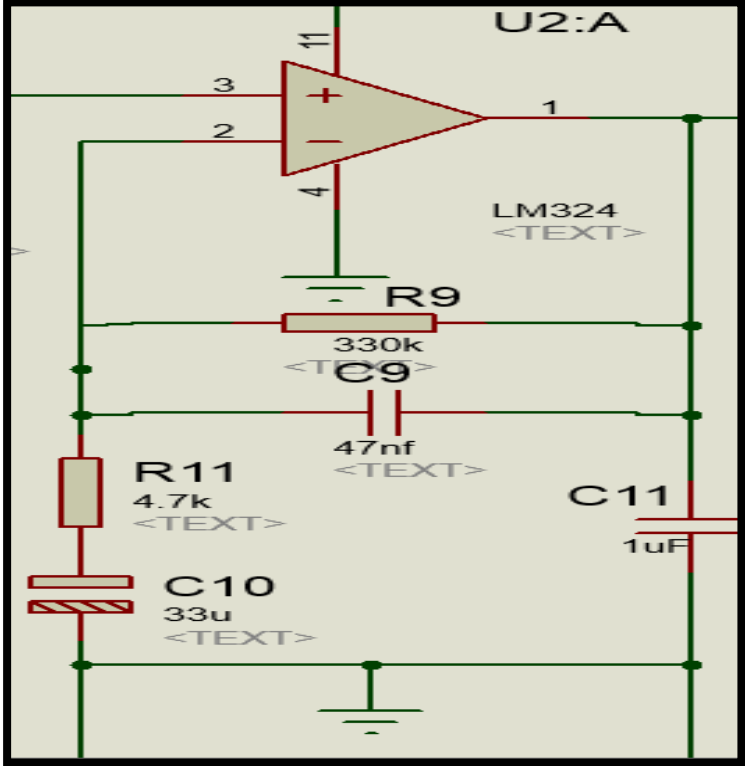 U2:A
11
3
+
1
2
−
4
LM324
<TEXT>
>
R9
330k
<TEXT>
C9
47nf
<TEXT>
R11
4.7k
<TEXT>
C11
1uF
C10
33u
<TEXT>